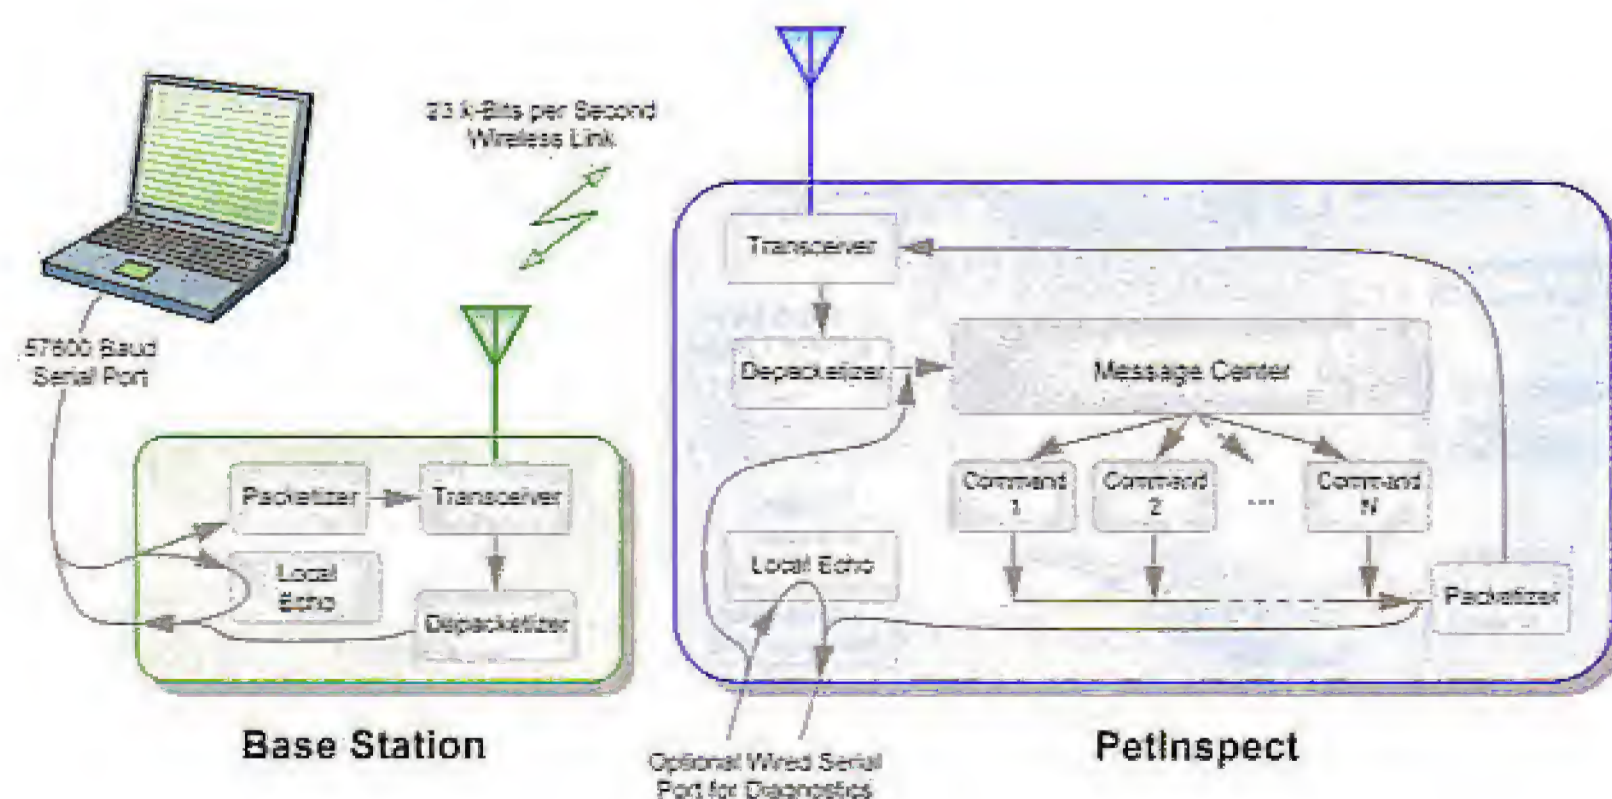 23 k-Bits per Second
Wireless Link
57600 Baud
Serial Port
Packetizer
Transceiver
Local
Echo
Depacketizer
Base Station
Transceiver
Depacketizer
Message Center
Command
1
Command
2
...
Command
N
Local Echo
Packetizer
Optional Wired Serial
Port for Diagnostics
PetInspect